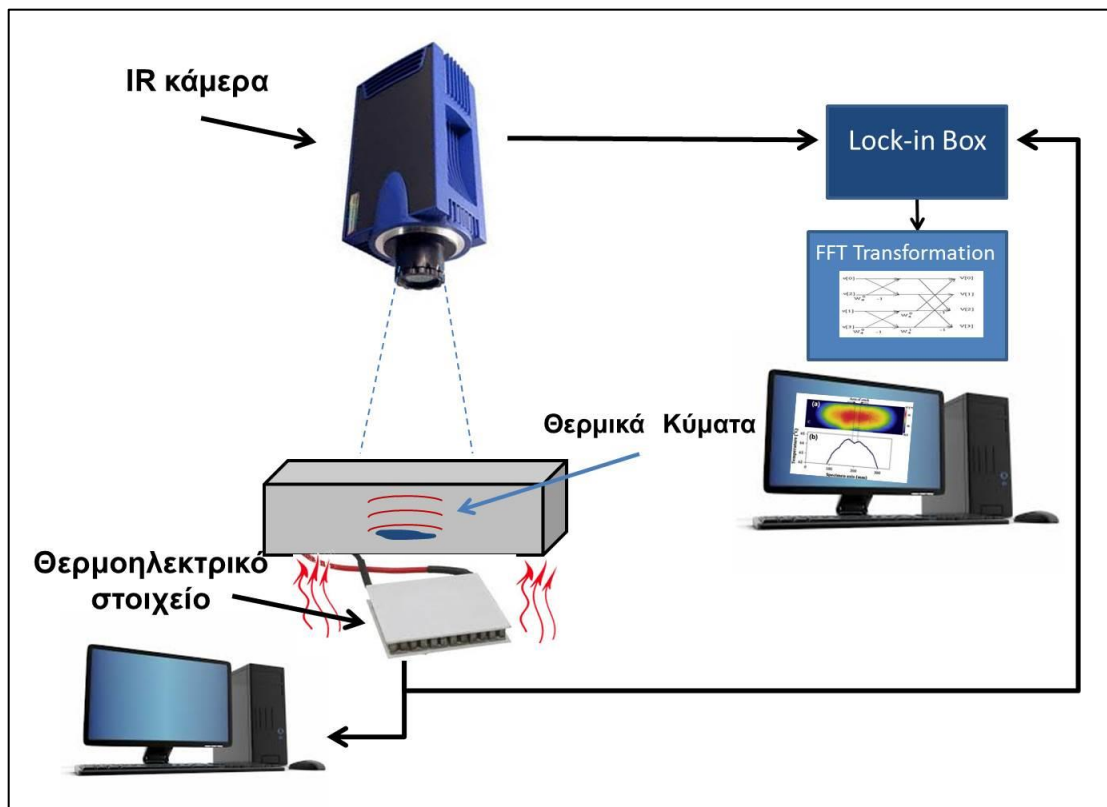 IR κάμερα
Lock-in Box
FFT Transformation
Θερμικά Κύματα
(a)
(b)
Θερμοηλεκτρικό
στοιχείο